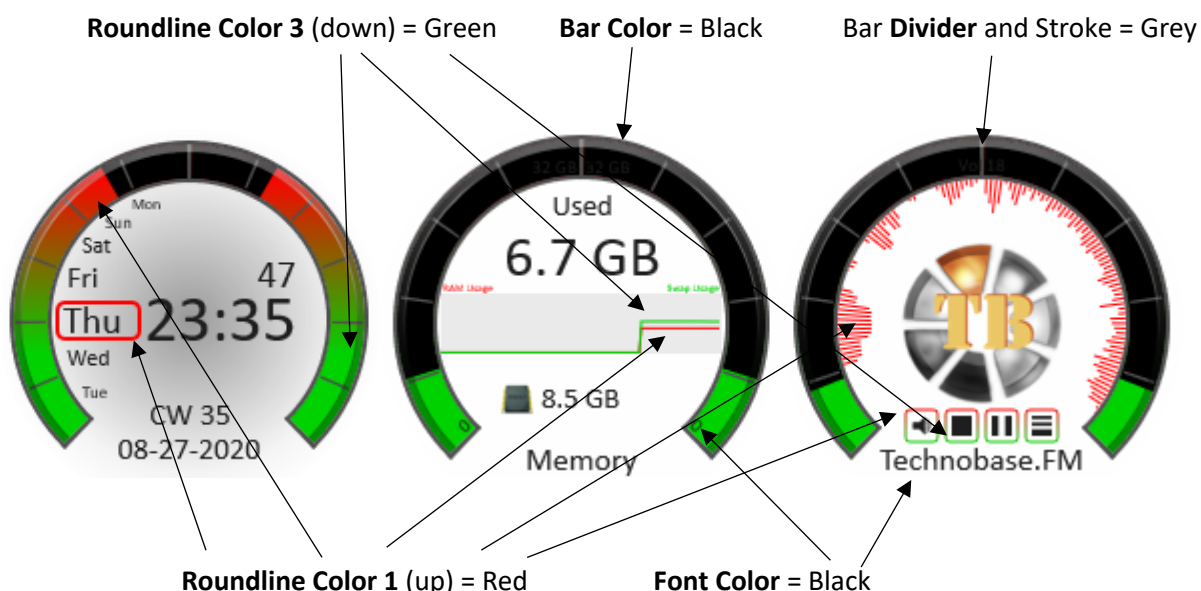 Roundline Color 3 (down) = Green
Bar Color = Black
Bar Divider and Stroke = Grey
Mon
Sun
Sat
Fri
47
Thu
23:35
Wed
Tue
CW 35
08-27-2020
32 GB
32 GB
Used
6.7 GB
RAM Usage
Swap Usage
8.5 GB
0
0
Memory
TB
Technobase.FM
Roundline Color 1 (up) = Red
Font Color = Black